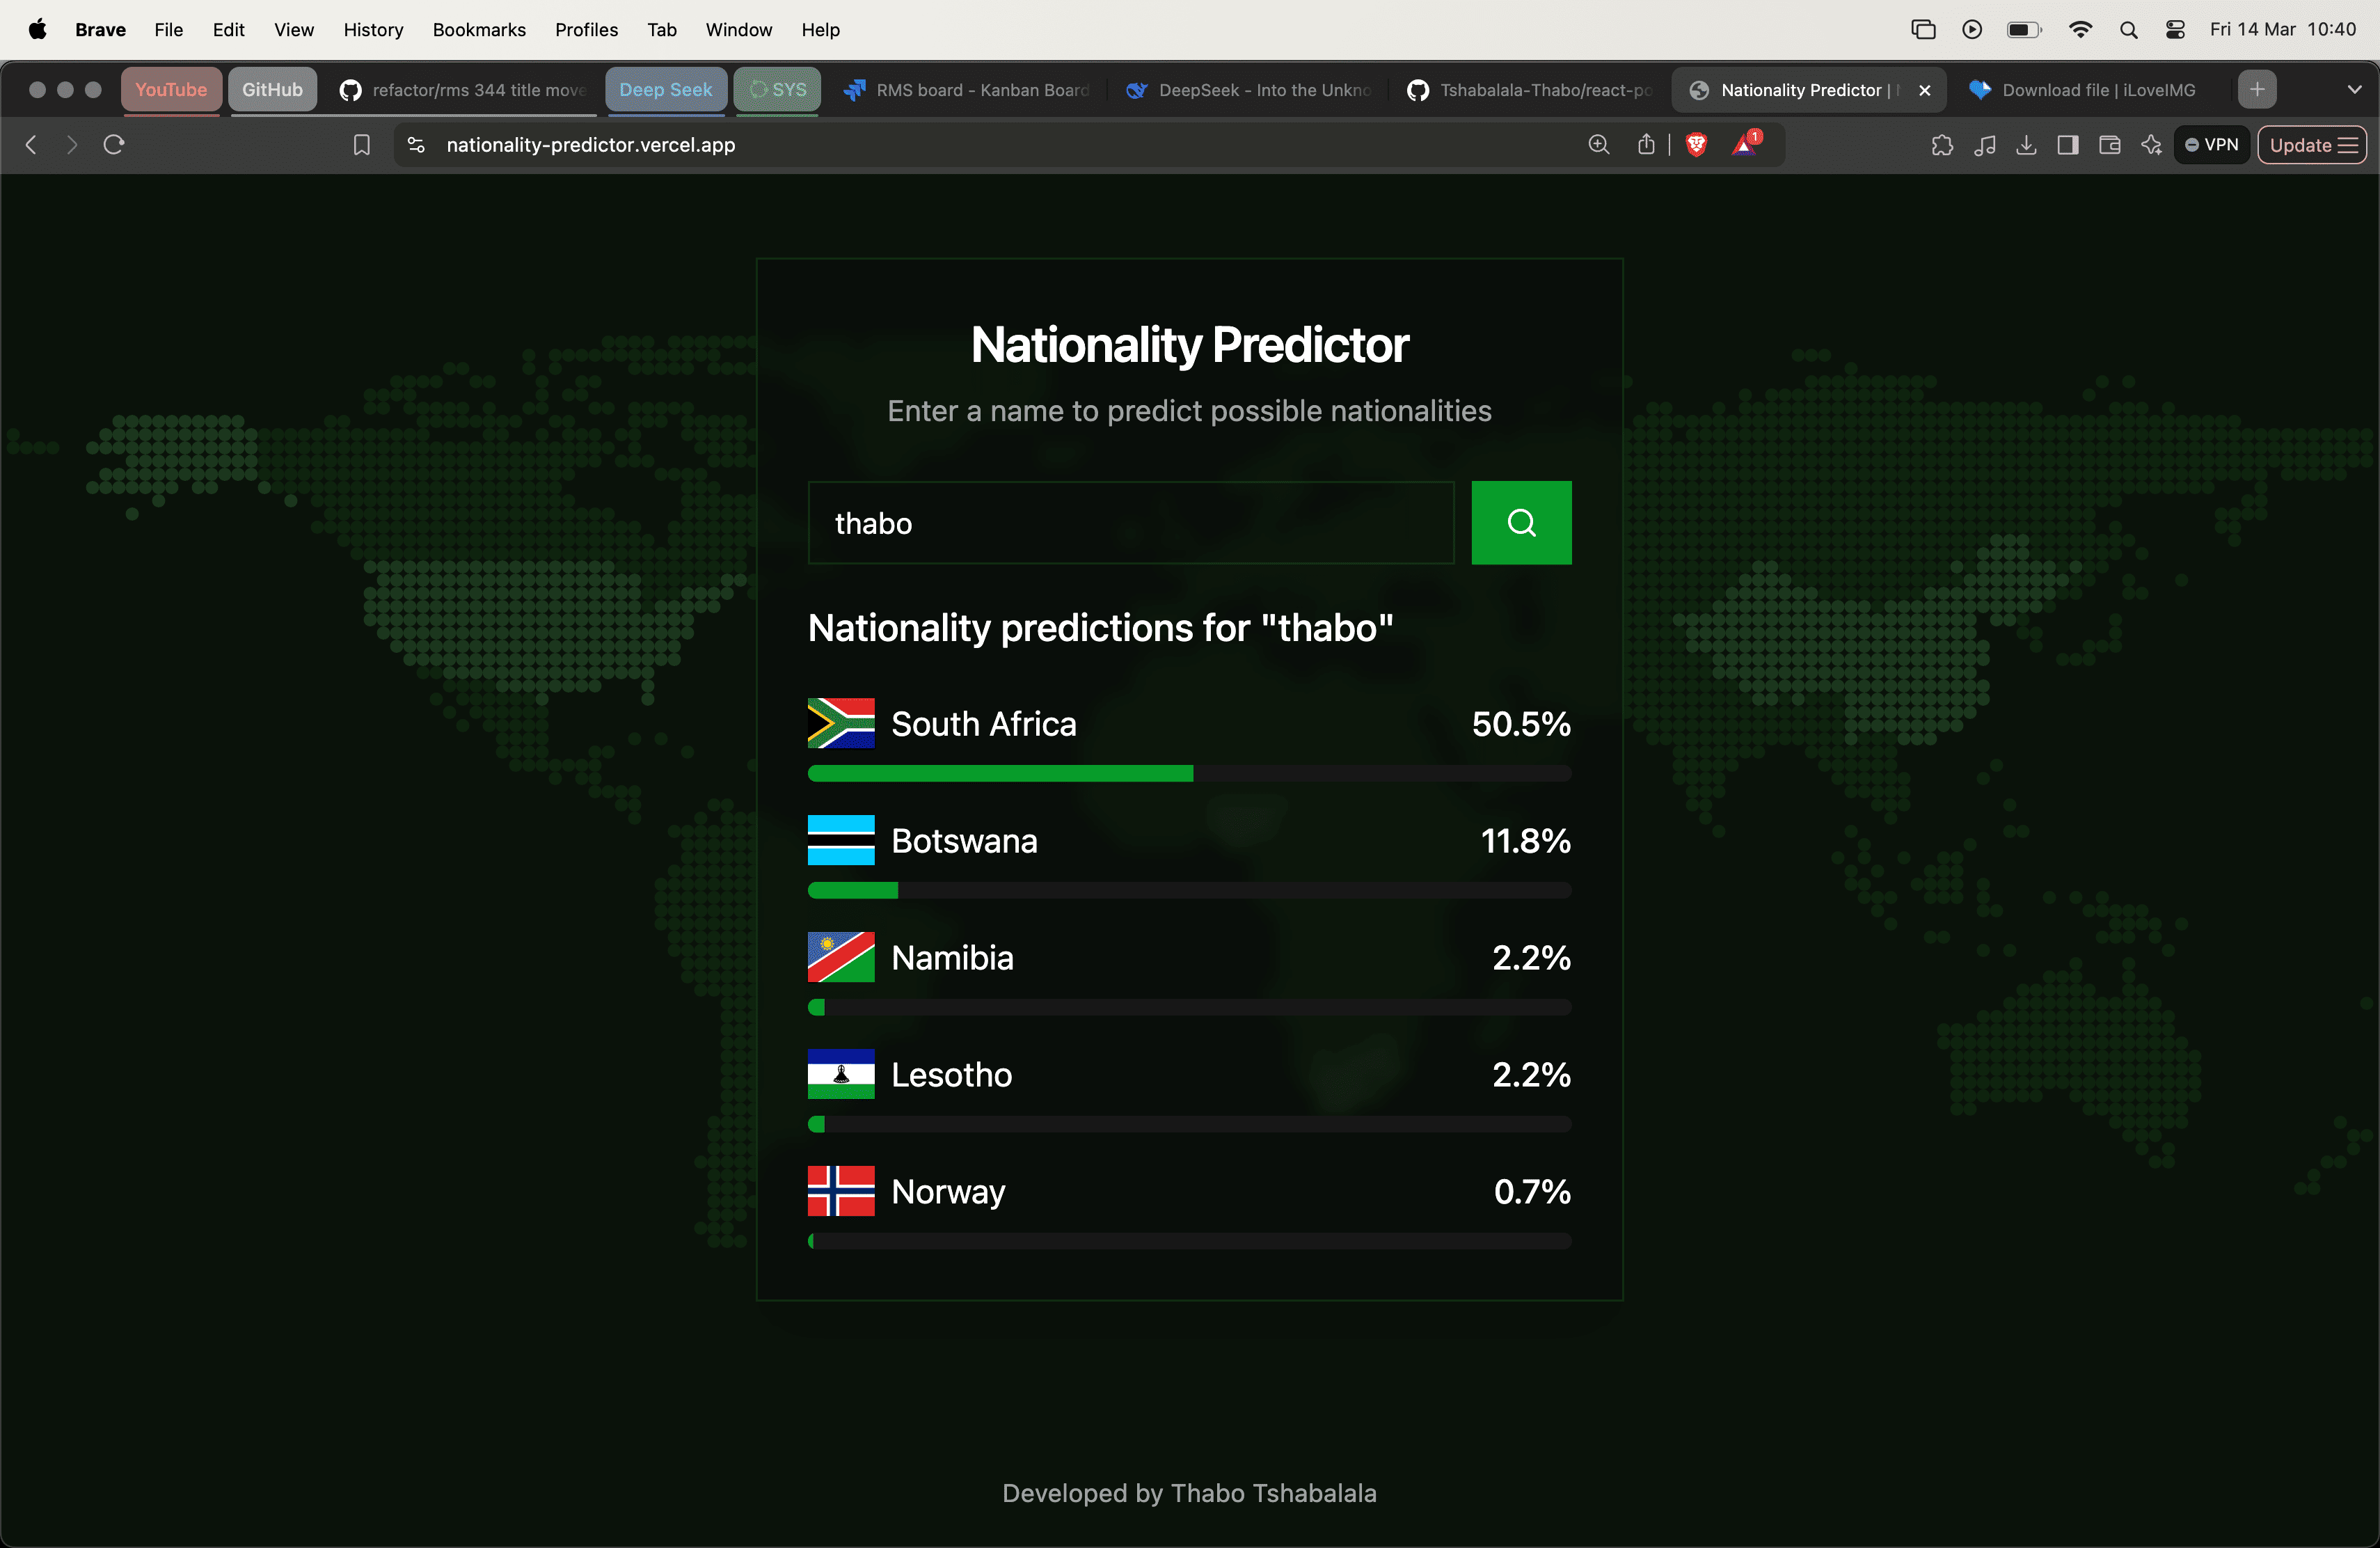 Brave File Edit View History Bookmarks Profiles Tab Window Help Fri 14 Mar 10:40
YouTube GitHub refactor/rms 344 title move Deep Seek SYS RMS board - Kanban Board DeepSeek - Into the Unkno Tshabalala-Thabo/react-po Nationality Predictor | Download file | iLoveIMG
nationality-predictor.vercel.app 1 VPN Update
Nationality Predictor
Enter a name to predict possible nationalities
thabo
Nationality predictions for "thabo"
South Africa 50.5%
Botswana 11.8%
Namibia 2.2%
Lesotho 2.2%
Norway 0.7%
Developed by Thabo Tshabalala